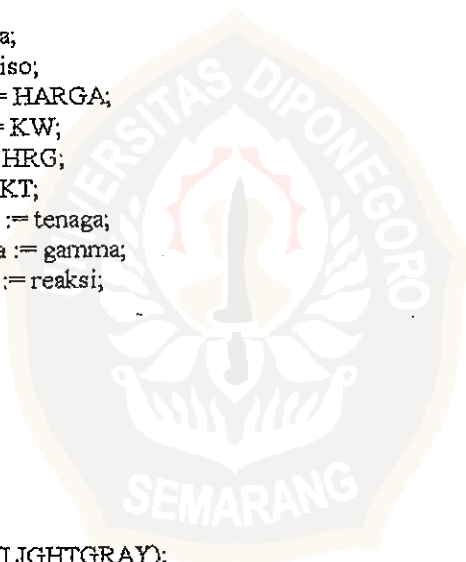 a;
iso;
= HARGA;
= KW;
HRG;
KT;
:= tenaga;
a := gamma;
:= reaksi;
UNIVERSITAS DIPONEGORO
SEMARANG
(LIGHTGRAY);